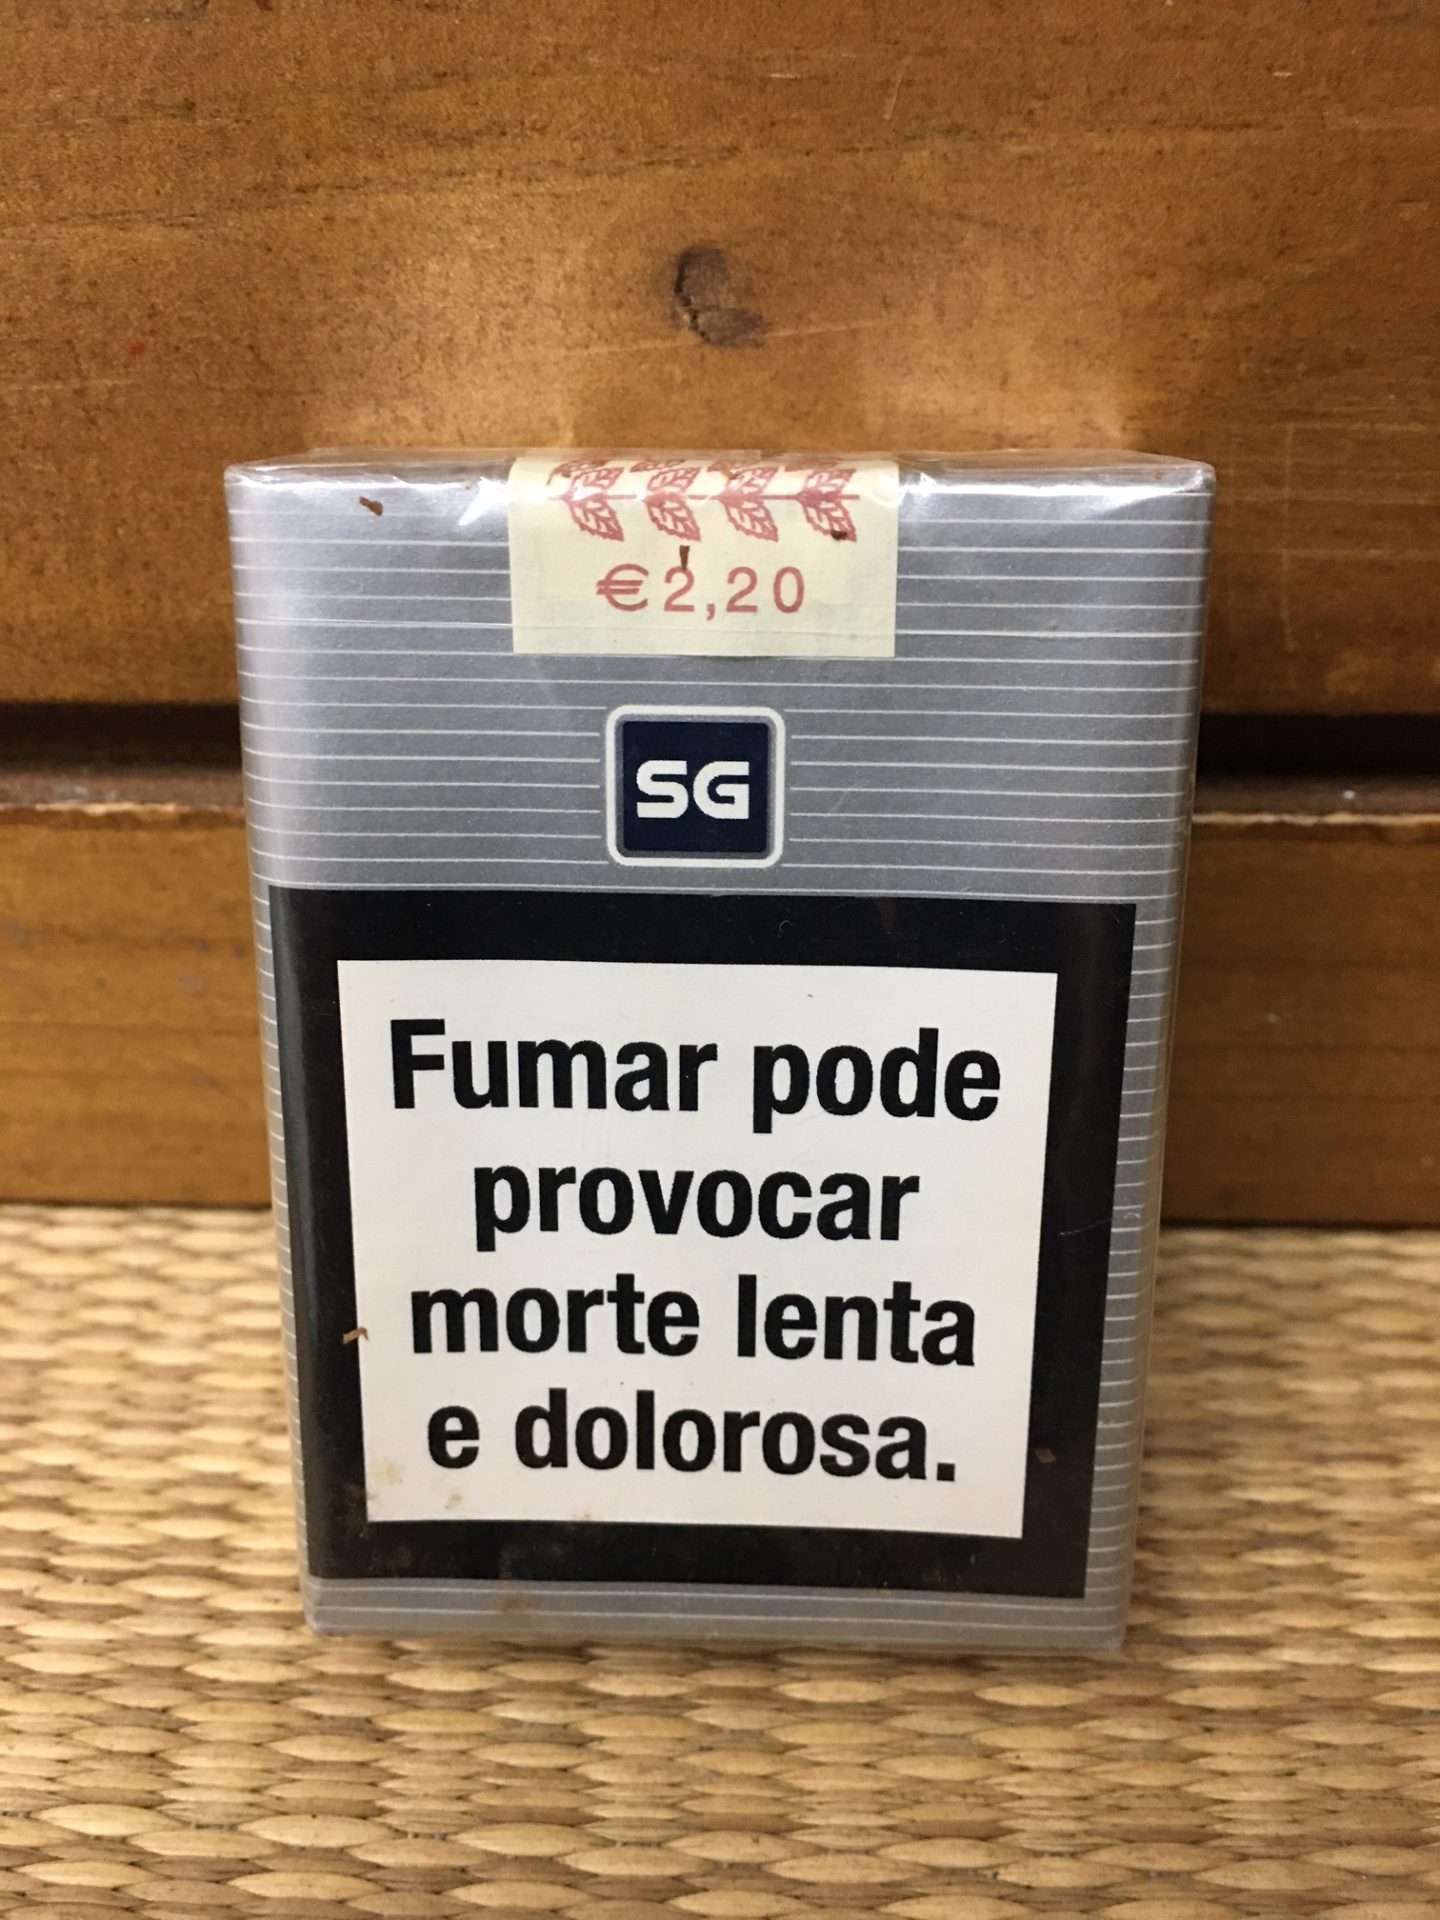 €2,20
SG
Fumar pode
provocar
morte lenta
e dolorosa.